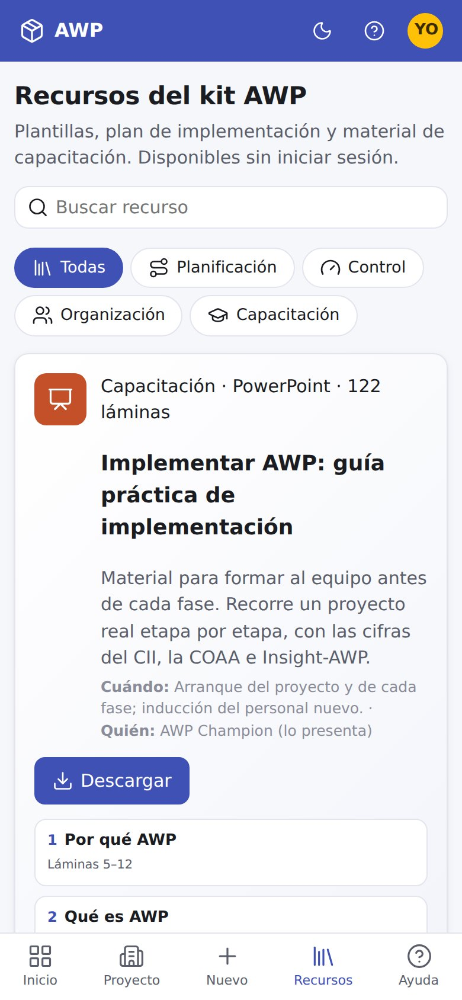 AWP
YO
Recursos del kit AWP
Plantillas, plan de implementación y material de
capacitación. Disponibles sin iniciar sesión.
Buscar recurso
Todas
Planificación
Control
Organización
Capacitación
Capacitación · PowerPoint · 122
láminas
Implementar AWP: guía
práctica de
implementación
Material para formar al equipo antes
de cada fase. Recorre un proyecto
real etapa por etapa, con las cifras
del CII, la COAA e Insight-AWP.
Cuándo: Arranque del proyecto y de cada
fase; inducción del personal nuevo. ·
Quién: AWP Champion (lo presenta)
Descargar
1 Por qué AWP
Láminas 5–12
2 Qué es AWP
Inicio
Proyecto
Nuevo
Recursos
Ayuda